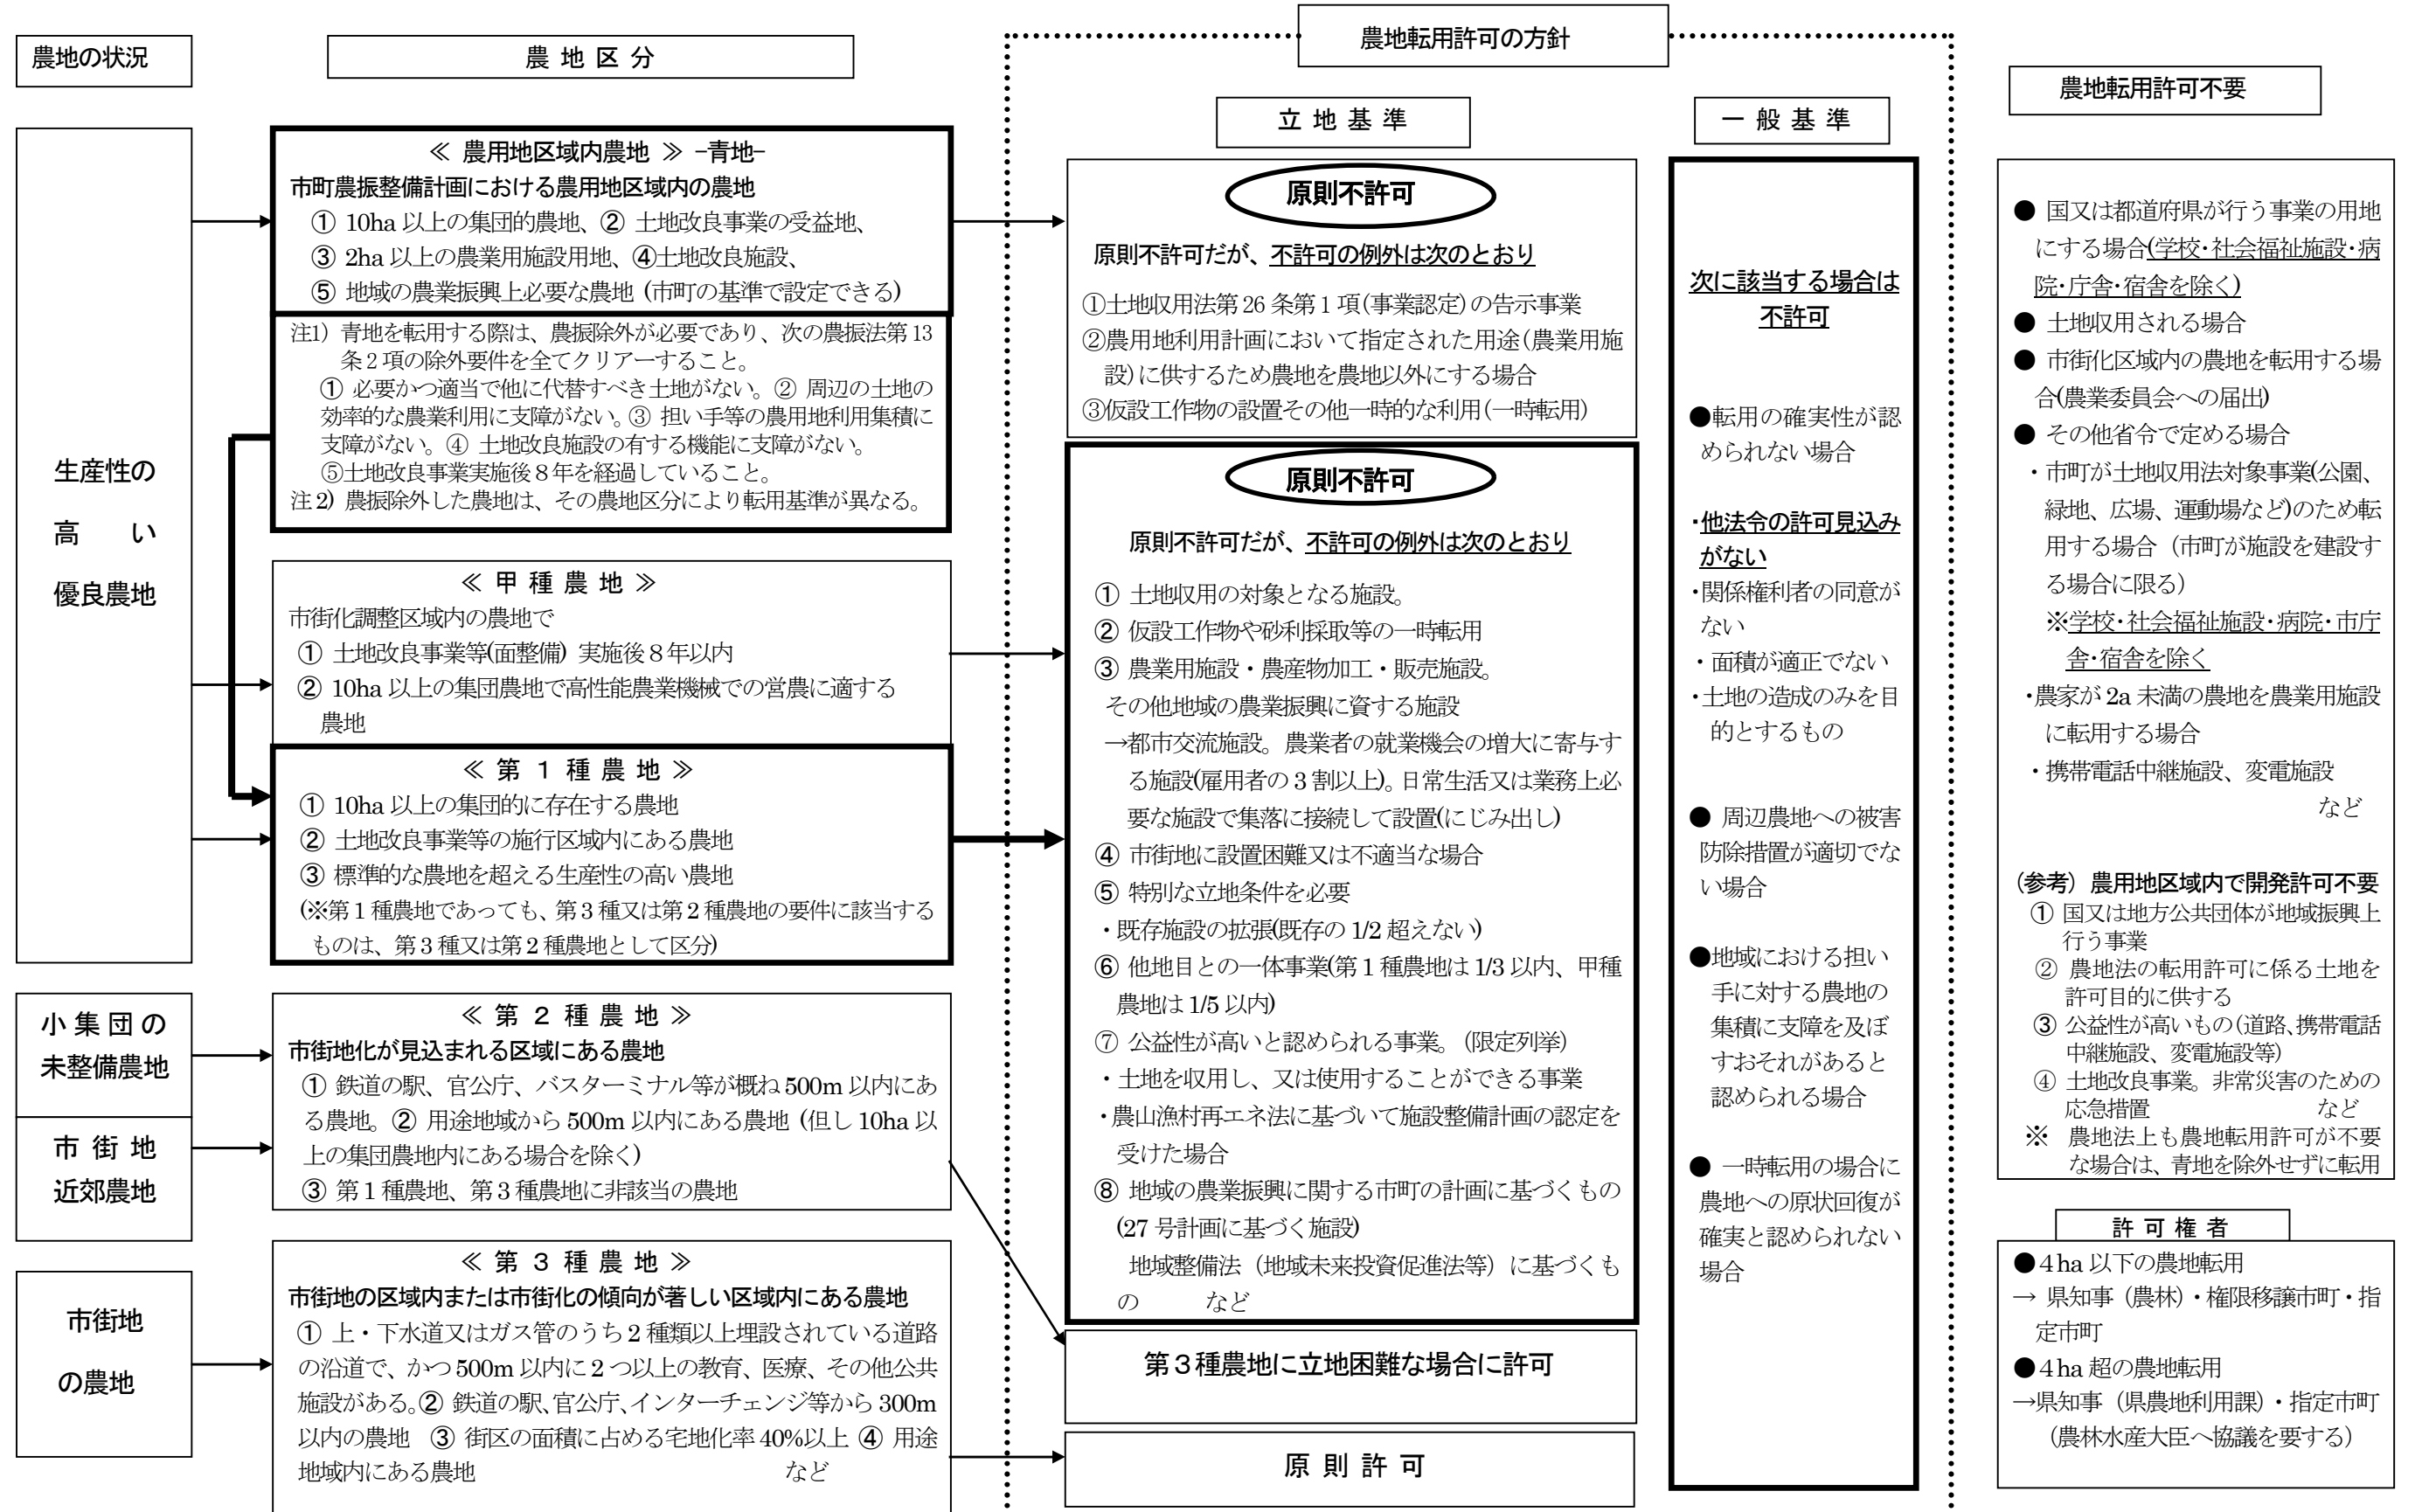 農地の状況
農 地 区 分
農地転用許可の方針
農地転用許可不要
立 地 基 準
一 般 基 準
生産性の
高 い
優良農地
≪ 農用地区域内農地 ≫ −青地−
市町農振整備計画における農用地区域内の農地
① 10ha 以上の集団的農地、② 土地改良事業の受益地、
③ 2ha 以上の農業用施設用地、④土地改良施設、
⑤ 地域の農業振興上必要な農地 (市町の基準で設定できる)
注1) 青地を転用する際は、農振除外が必要であり、次の農振法第 13
条 2 項の除外要件を全てクリアーすること。
① 必要かつ適当で他に代替すべき土地がない。② 周辺の土地の
効率的な農業利用に支障がない。③ 担い手等の農用地利用集積に
支障がない。④ 土地改良施設の有する機能に支障がない。
⑤土地改良事業実施後 8 年を経過していること。
注 2) 農振除外した農地は、その農地区分により転用基準が異なる。
≪ 甲 種 農 地 ≫
市街化調整区域内の農地で
① 土地改良事業等(面整備) 実施後 8 年以内
② 10ha 以上の集団農地で高性能農業機械での営農に適する
農地
≪ 第 1 種 農 地 ≫
① 10ha 以上の集団的に存在する農地
② 土地改良事業等の施行区域内にある農地
③ 標準的な農地を超える生産性の高い農地
(※第 1 種農地であっても、第 3 種又は第 2 種農地の要件に該当する
ものは、第 3 種又は第 2 種農地として区分)
小 集 団 の
未整備農地
市 街 地
近郊農地
≪ 第 2 種 農 地 ≫
市街地化が見込まれる区域にある農地
① 鉄道の駅、官公庁、バスターミナル等が概ね 500m 以内にあ
る農地。② 用途地域から 500m 以内にある農地 (但し 10ha 以
上の集団農地内にある場合を除く)
③ 第 1 種農地、第 3 種農地に非該当の農地
市街地
の農地
≪ 第 3 種 農 地 ≫
市街地の区域内または市街化の傾向が著しい区域内にある農地
① 上・下水道又はガス管のうち 2 種類以上埋設されている道路
の沿道で、かつ 500m 以内に 2 つ以上の教育、医療、その他公共
施設がある。② 鉄道の駅、官公庁、インターチェンジ等から 300m
以内の農地 ③ 街区の面積に占める宅地化率 40%以上 ④ 用途
地域内にある農地 など
原則不許可
原則不許可だが、不許可の例外は次のとおり
①土地収用法第 26 条第 1 項(事業認定)の告示事業
②農用地利用計画において指定された用途(農業用施
設)に供するため農地を農地以外にする場合
③仮設工作物の設置その他一時的な利用(一時転用)
原則不許可
原則不許可だが、不許可の例外は次のとおり
① 土地収用の対象となる施設。
② 仮設工作物や砂利採取等の一時転用
③ 農業用施設・農産物加工・販売施設。
その他地域の農業振興に資する施設
→都市交流施設。農業者の就業機会の増大に寄与す
る施設(雇用者の 3 割以上)。日常生活又は業務上必
要な施設で集落に接続して設置(にじみ出し)
④ 市街地に設置困難又は不適当な場合
⑤ 特別な立地条件を必要
・既存施設の拡張(既存の 1/2 超えない)
⑥ 他地目との一体事業(第 1 種農地は 1/3 以内、甲種
農地は 1/5 以内)
⑦ 公益性が高いと認められる事業。(限定列挙)
・土地を収用し、又は使用することができる事業
・農山漁村再エネ法に基づいて施設整備計画の認定を
受けた場合
⑧ 地域の農業振興に関する市町の計画に基づくもの
(27 号計画に基づく施設)
地域整備法（地域未来投資促進法等）に基づくも
の など
第3種農地に立地困難な場合に許可
原 則 許 可
次に該当する場合は
不許可
●転用の確実性が認
められない場合
・他法令の許可見込み
がない
・関係権利者の同意が
ない
・面積が適正でない
・土地の造成のみを目
的とするもの
● 周辺農地への被害
防除措置が適切でな
い場合
●地域における担い
手に対する農地の
集積に支障を及ぼ
すおそれがあると
認められる場合
● 一時転用の場合に
農地への原状回復が
確実と認められない
場合
● 国又は都道府県が行う事業の用地
にする場合(学校・社会福祉施設・病
院・庁舎・宿舎を除く)
● 土地収用される場合
● 市街化区域内の農地を転用する場
合(農業委員会への届出)
● その他省令で定める場合
・市町が土地収用法対象事業(公園、
緑地、広場、運動場など)のため転
用する場合（市町が施設を建設す
る場合に限る）
※学校・社会福祉施設・病院・市庁
舎・宿舎を除く
・農家が 2a 未満の農地を農業用施設
に転用する場合
・携帯電話中継施設、変電施設
など
(参考) 農用地区域内で開発許可不要
① 国又は地方公共団体が地域振興上
行う事業
② 農地法の転用許可に係る土地を
許可目的に供する
③ 公益性が高いもの(道路、携帯電話
中継施設、変電施設等)
④ 土地改良事業。非常災害のための
応急措置 など
※ 農地法上も農地転用許可が不要
な場合は、青地を除外せずに転用
許 可 権 者
●4ha 以下の農地転用
→ 県知事（農林）・権限移譲市町・指
定市町
●4ha 超の農地転用
→県知事（県農地利用課）・指定市町
（農林水産大臣へ協議を要する）